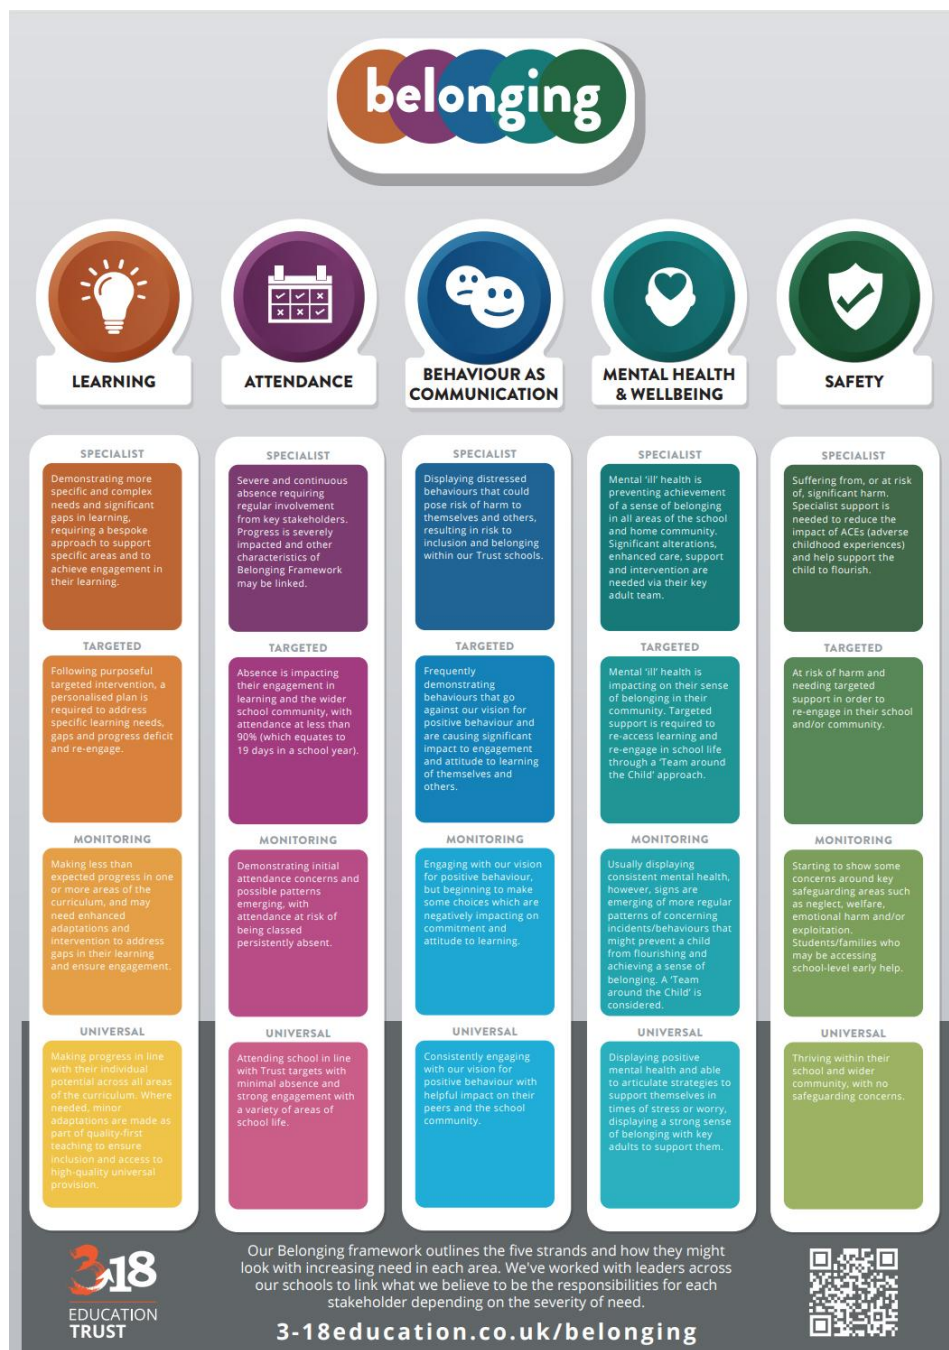 belonging
LEARNING
ATTENDANCE
BEHAVIOUR AS
COMMUNICATION
MENTAL HEALTH
& WELLBEING
SAFETY
SPECIALIST
Demonstrating more
specific and complex
needs and significant
gaps in learning,
requiring a bespoke
approach to support
specific areas and to
achieve engagement in
their learning.
TARGETED
Following purposeful
targeted intervention, a
personalised plan is
required to address
specific learning needs,
gaps and progress deficit
and re-engage.
MONITORING
Making less than
expected progress in one
or more areas of the
curriculum, and may
need enhanced
adaptations and
intervention to address
gaps in their learning
and ensure engagement.
UNIVERSAL
Making progress in line
with their individual
potential across all areas
of the curriculum. Where
needed, minor
adaptations are made as
part of quality-first
teaching to ensure
inclusion and access to
high-quality universal
provision.
SPECIALIST
Severe and continuous
absence requiring
regular involvement
from key stakeholders.
Progress is severely
impacted and other
characteristics of
Belonging Framework
may be linked.
TARGETED
Absence is impacting
their engagement in
learning and the wider
school community, with
attendance at less than
90% (which equates to
19 days in a school year).
MONITORING
Demonstrating initial
attendance concerns and
possible patterns
emerging, with
attendance at risk of
being classed
persistently absent.
UNIVERSAL
Attending school in line
with Trust targets with
minimal absence and
strong engagement with
a variety of areas of
school life.
SPECIALIST
Displaying distressed
behaviours that could
pose risk of harm to
themselves and others,
resulting in risk to
inclusion and belonging
within our Trust schools.
TARGETED
Frequently
demonstrating
behaviours that go
against our vision for
positive behaviour and
are causing significant
impact to engagement
and attitude to learning
of themselves and
others.
MONITORING
Engaging with our vision
for positive behaviour,
but beginning to make
some choices which are
negatively impacting on
commitment and
attitude to learning.
UNIVERSAL
Consistently engaging
with our vision for
positive behaviour with
helpful impact on their
peers and the school
community.
SPECIALIST
Mental 'ill' health is
preventing achievement
of a sense of belonging
in all areas of the school
and home community.
Significant alterations,
enhanced care, support
and intervention are
needed via their key
adult team.
TARGETED
Mental 'ill' health is
impacting on their sense
of belonging in their
community. Targeted
support is required to
re-access learning and
re-engage in school life
through a 'Team around
the Child' approach.
MONITORING
Usually displaying
consistent mental health,
however, signs are
emerging of more regular
patterns of concerning
incidents/behaviours that
might prevent a child
from flourishing and
achieving a sense of
belonging. A 'Team
around the Child' is
considered.
UNIVERSAL
Displaying positive
mental health and able
to articulate strategies to
support themselves in
times of stress or worry,
displaying a strong sense
of belonging with key
adults to support them.
SPECIALIST
Suffering from, or at risk
of, significant harm.
Specialist support is
needed to reduce the
impact of ACEs (adverse
childhood experiences)
and help support the
child to flourish.
TARGETED
At risk of harm and
needing targeted
support in order to
re-engage in their school
and/or community.
MONITORING
Starting to show some
concerns around key
safeguarding areas such
as neglect, welfare,
emotional harm and/or
exploitation.
Students/families who
may be accessing
school-level early help.
UNIVERSAL
Thriving within their
school and wider
community, with no
safeguarding concerns.
3-18
EDUCATION
TRUST
Our Belonging framework outlines the five strands and how they might
look with increasing need in each area. We've worked with leaders across
our schools to link what we believe to be the responsibilities for each
stakeholder depending on the severity of need.
3-18education.co.uk/belonging